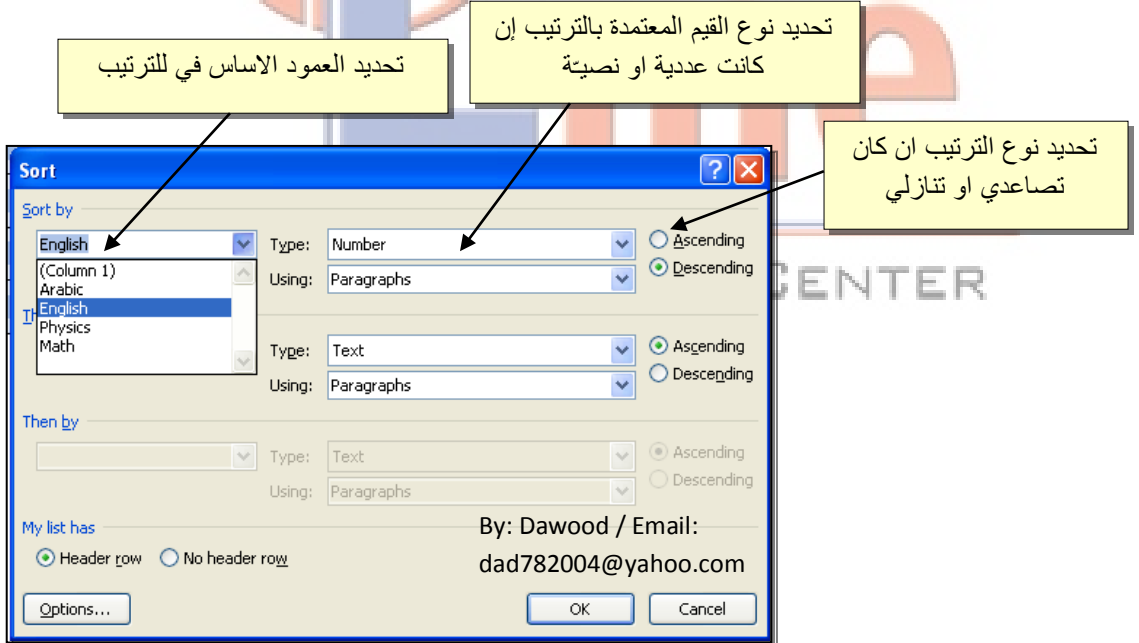 تحديد نوع القيم المعتمدة بالترتيب إن
كانت عددية او نصيّة
تحديد العمود الاساس في للترتيب
تحديد نوع الترتيب ان كان
تصاعدي او تنازلي
Sort
Sort by
English
Type: Number
Ascending
(Column 1)
Arabic
English
Physics
Math
Using: Paragraphs
Descending
CENTER
Th
Type: Text
Ascending
Using: Paragraphs
Descending
Then by
Type: Text
Ascending
Using: Paragraphs
Descending
My list has
Header row No header row
By: Dawood / Email:
dad782004@yahoo.com
Options...
OK
Cancel